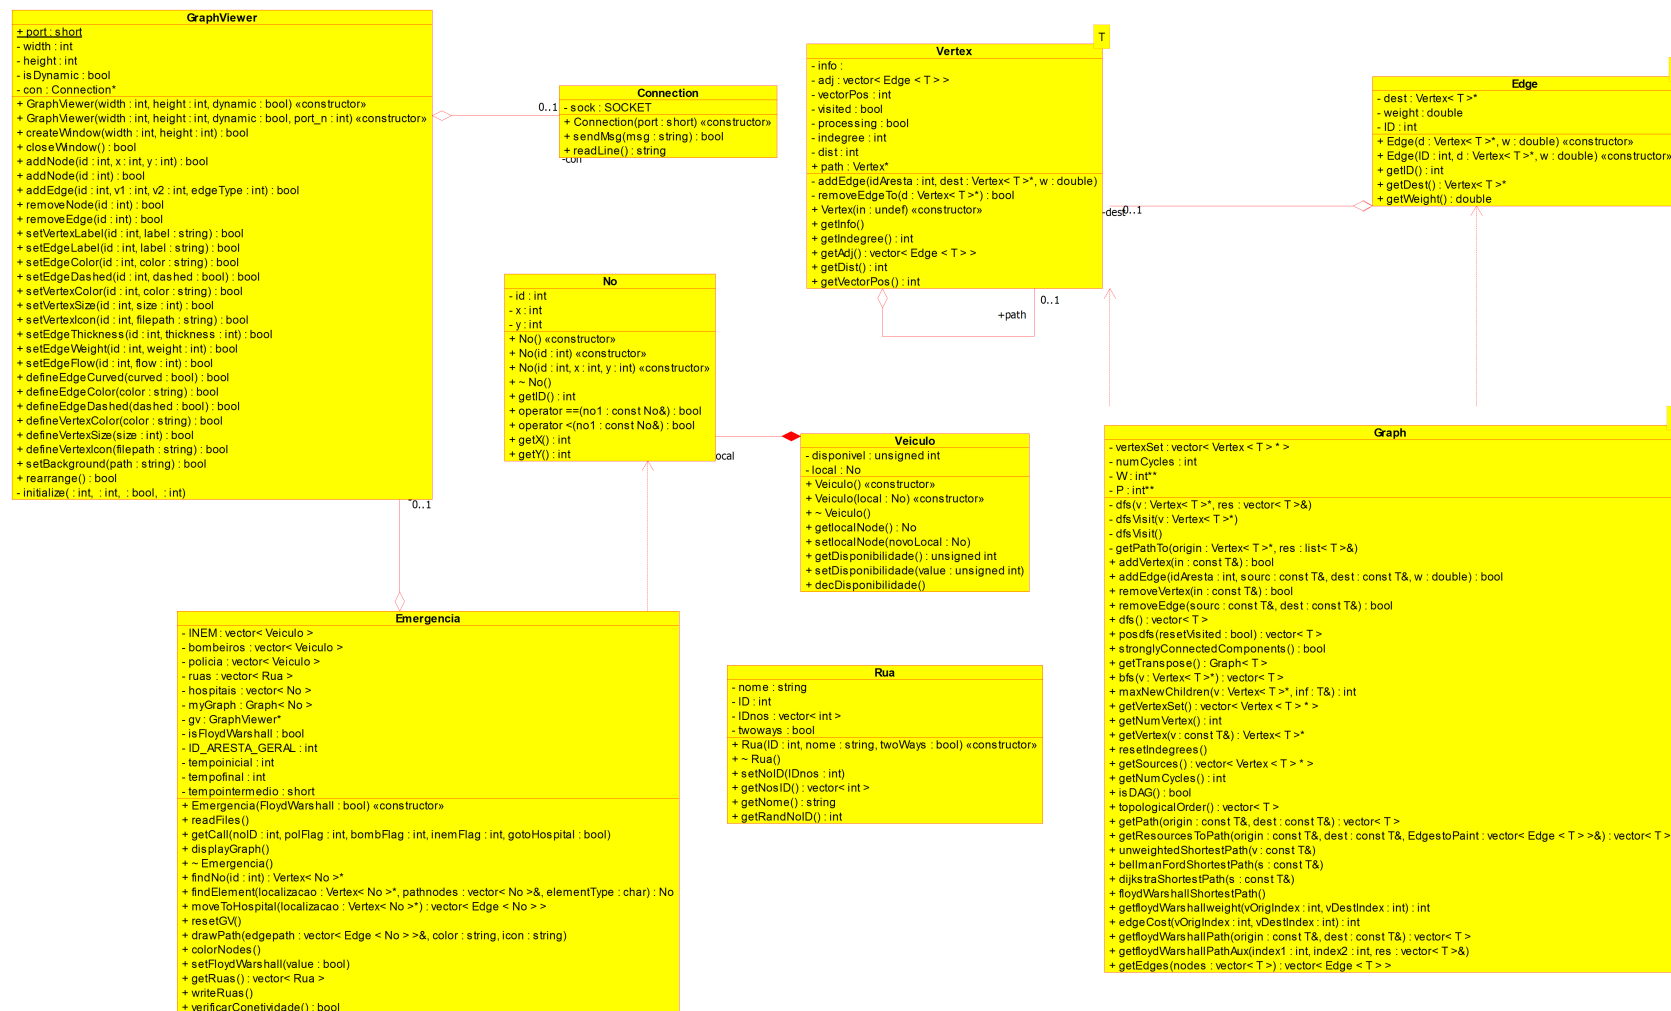 GraphViewer
+ port : short
- width : int
- height : int
- isDynamic : bool
- con : Connection*
+ GraphViewer(width : int, height : int, dynamic : bool) «constructor»
+ GraphViewer(width : int, height : int, dynamic : bool, port_n : int) «constructor»
+ createWindow(width : int, height : int) : bool
+ closeWindow() : bool
+ addNode(id : int, x : int, y : int) : bool
+ addNode(id : int) : bool
+ addEdge(id : int, v1 : int, v2 : int, edgeType : int) : bool
+ removeNode(id : int) : bool
+ removeEdge(id : int) : bool
+ setVertexLabel(id : int, label : string) : bool
+ setEdgeLabel(id : int, label : string) : bool
+ setEdgeColor(id : int, color : string) : bool
+ setEdgeDashed(id : int, dashed : bool) : bool
+ setVertexColor(id : int, color : string) : bool
+ setVertexSize(id : int, size : int) : bool
+ setVertexIcon(id : int, filepath : string) : bool
+ setEdgeThickness(id : int, thickness : int) : bool
+ setEdgeWeight(id : int, weight : int) : bool
+ setEdgeFlow(id : int, flow : int) : bool
+ defineEdgeCurved(curved : bool) : bool
+ defineEdgeColor(color : string) : bool
+ defineEdgeDashed(dashed : bool) : bool
+ defineVertexColor(color : string) : bool
+ defineVertexSize(size : int) : bool
+ defineVertexIcon(filepath : string) : bool
+ setBackground(path : string) : bool
+ rearrange() : bool
- initialize( : int, : int, : bool, : int)
0..1
0..1
-con
Connection
- sock : SOCKET
+ Connection(port : short) «constructor»
+ sendMsg(msg : string) : bool
+ readLine() : string
T
Vertex
- info :
- adj : vector< Edge < T > >
- vectorPos : int
- visited : bool
- processing : bool
- indegree : int
- dist : int
+ path : Vertex*
- addEdge(idAresta : int, dest : Vertex< T >*, w : double)
- removeEdgeTo(d : Vertex< T >*) : bool
+ Vertex(in : undef) «constructor»
+ getInfo()
+ getIndegree() : int
+ getAdj() : vector< Edge < T > >
+ getDist() : int
+ getVectorPos() : int
-dest
0..1
0..1
+path
Edge
- dest : Vertex< T >*
- weight : double
- ID : int
+ Edge(d : Vertex< T >*, w : double) «constructor»
+ Edge(ID : int, d : Vertex< T >*, w : double) «constructor»
+ getID() : int
+ getDest() : Vertex< T >*
+ getWeight() : double
No
- id : int
- x : int
- y : int
+ No() «constructor»
+ No(id : int) «constructor»
+ No(id : int, x : int, y : int) «constructor»
+ ~ No()
+ getID() : int
+ operator ==(no1 : const No&) : bool
+ operator <(no1 : const No&) : bool
+ getX() : int
+ getY() : int
ocal
Veiculo
- disponivel : unsigned int
- local : No
+ Veiculo() «constructor»
+ Veiculo(local : No) «constructor»
+ ~ Veiculo()
+ getlocalNode() : No
+ setlocalNode(novoLocal : No)
+ getDisponibilidade() : unsigned int
+ setDisponibilidade(value : unsigned int)
+ decDisponibilidade()
Graph
- vertexSet : vector< Vertex < T > * >
- numCycles : int
- W : int**
- P : int**
- dfs(v : Vertex< T >*, res : vector< T >&)
- dfsVisit(v : Vertex< T >*)
- dfsVisit()
- getPathTo(origin : Vertex< T >*, res : list< T >&)
+ addVertex(in : const T&) : bool
+ addEdge(idAresta : int, sourc : const T&, dest : const T&, w : double) : bool
+ removeVertex(in : const T&) : bool
+ removeEdge(sourc : const T&, dest : const T&) : bool
+ dfs() : vector< T >
+ posdfs(resetVisited : bool) : vector< T >
+ stronglyConnectedComponents() : bool
+ getTranspose() : Graph< T >
+ bfs(v : Vertex< T >*) : vector< T >
+ maxNewChildren(v : Vertex< T >*, inf : T&) : int
+ getVertexSet() : vector< Vertex < T > * >
+ getNumVertex() : int
+ getVertex(v : const T&) : Vertex< T >*
+ resetIndegrees()
+ getSources() : vector< Vertex < T > * >
+ getNumCycles() : int
+ isDAG() : bool
+ topologicalOrder() : vector< T >
+ getPath(origin : const T&, dest : const T&) : vector< T >
+ getResourcesToPath(origin : const T&, dest : const T&, EdgestoPaint : vector< Edge < T > >&) : vector< T >
+ unweightedShortestPath(v : const T&)
+ bellmanFordShortestPath(s : const T&)
+ dijkstraShortestPath(s : const T&)
+ floydWarshallShortestPath()
+ getfloydWarshallweight(vOrigIndex : int, vDestIndex : int) : int
+ edgeCost(vOrigIndex : int, vDestIndex : int) : int
+ getfloydWarshallPath(origin : const T&, dest : const T&) : vector< T >
+ getfloydWarshallPathAux(index1 : int, index2 : int, res : vector< T >&)
+ getEdges(nodes : vector< T >) : vector< Edge < T > >
Emergencia
- INEM : vector< Veiculo >
- bombeiros : vector< Veiculo >
- policia : vector< Veiculo >
- ruas : vector< Rua >
- hospitais : vector< No >
- myGraph : Graph< No >
- gv : GraphViewer*
- isFloydWarshall : bool
- ID_ARESTA_GERAL : int
- tempoinicial : int
- tempofinal : int
- tempointermedio : short
+ Emergencia(FloydWarshall : bool) «constructor»
+ readFiles()
+ getCall(noID : int, polFlag : int, bombFlag : int, inemFlag : int, gotoHospital : bool)
+ displayGraph()
+ ~ Emergencia()
+ findNo(id : int) : Vertex< No >*
+ findElement(localizacao : Vertex< No >*, pathnodes : vector< No >&, elementType : char) : No
+ moveToHospital(localizacao : Vertex< No >*) : vector< Edge < No > >
+ resetGV()
+ drawPath(edgepath : vector< Edge < No > >&, color : string, icon : string)
+ colorNodes()
+ setFloydWarshall(value : bool)
+ getRuas() : vector< Rua >
+ writeRuas()
+ verificarConetividade() : bool
Rua
- nome : string
- ID : int
- IDnos : vector< int >
- twoways : bool
+ Rua(ID : int, nome : string, twoWays : bool) «constructor»
+ ~ Rua()
+ setNoID(IDnos : int)
+ getNosID() : vector< int >
+ getNome() : string
+ getRandNoID() : int